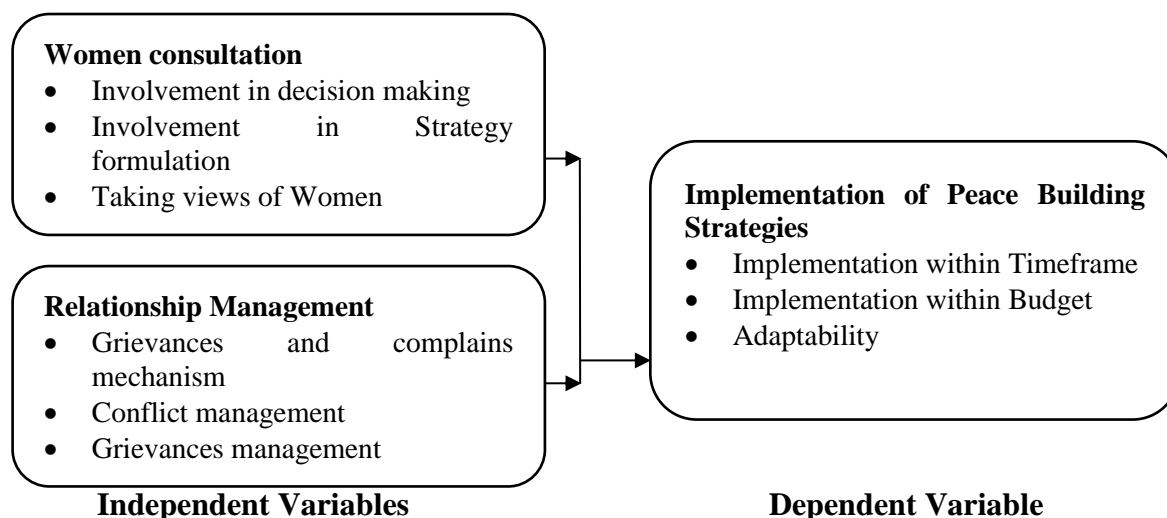 Women consultation
• Involvement in decision making
• Involvement in Strategy
formulation
• Taking views of Women
Relationship Management
• Grievances and complains
mechanism
• Conflict management
• Grievances management
Independent Variables
Implementation of Peace Building
Strategies
• Implementation within Timeframe
• Implementation within Budget
• Adaptability
Dependent Variable